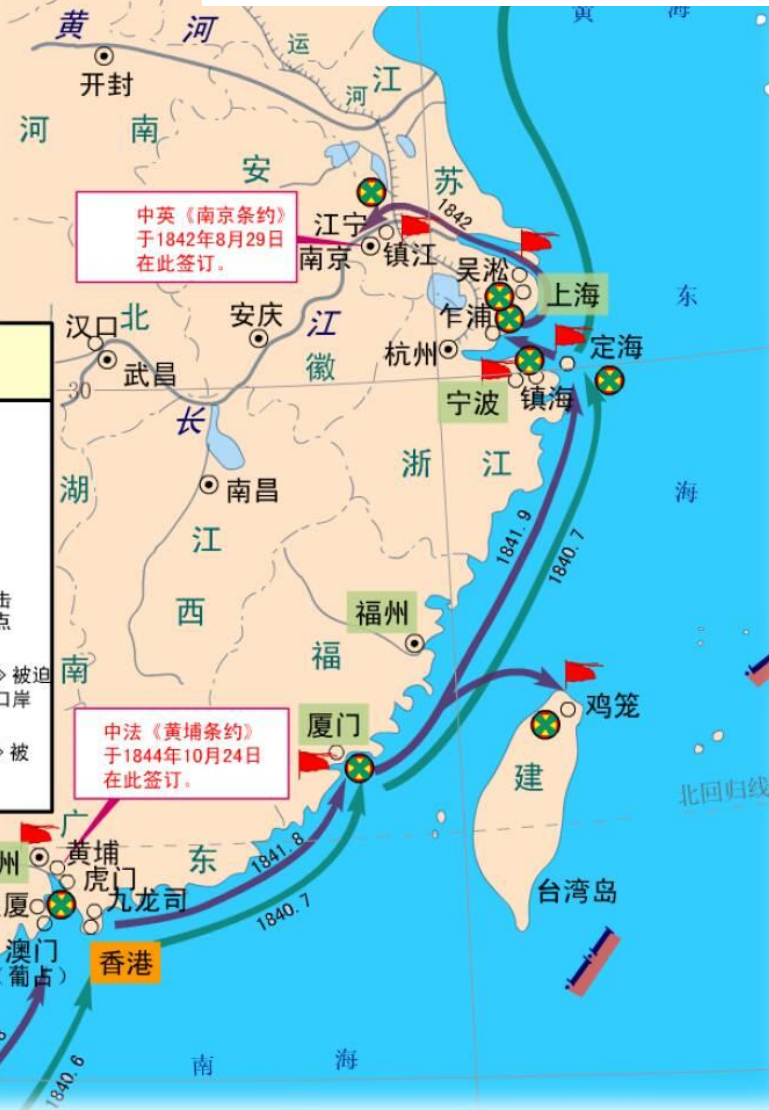 黄
海
黄
河
运
开封
江
河
河
南
安
苏
中英《南京条约》
于1842年8月29日
在此签订。
1842
江宁
南京
镇江
吴淞
上海
东
乍浦
汉口
北
安庆
江
武昌
徽
杭州
定海
30
长
宁波
镇海
湖
南昌
浙
江
海
江
1841.9
1840.7
击
点
西
福州
福
南
被迫
口岸
鸡笼
厦门
中法《黄埔条约》
于1844年10月24日
在此签订。
被
建
北回归线
广
州
黄埔
东
1841.8
虎门
厦
九龙司
1840.7
台湾岛
澳门
（葡占）
香港
南
海
1840.6